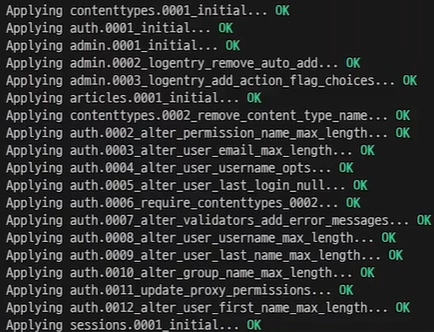 Applying contenttypes.0001_initial... OK
Applying auth.0001_initial... OK
Applying admin.0001_initial... OK
Applying admin.0002_logentry_remove_auto_add... OK
Applying admin.0003_logentry_add_action_flag_choices... OK
Applying articles.0001_initial... OK
Applying contenttypes.0002_remove_content_type_name... OK
Applying auth.0002_alter_permission_name_max_length... OK
Applying auth.0003_alter_user_email_max_length... OK
Applying auth.0004_alter_user_username_opts... OK
Applying auth.0005_alter_user_last_login_null... OK
Applying auth.0006_require_contenttypes_0002... OK
Applying auth.0007_alter_validators_add_error_messages... OK
Applying auth.0008_alter_user_username_max_length... OK
Applying auth.0009_alter_user_last_name_max_length... OK
Applying auth.0010_alter_group_name_max_length... OK
Applying auth.0011_update_proxy_permissions... OK
Applying auth.0012_alter_user_first_name_max_length... OK
Applying sessions.0001_initial... OK